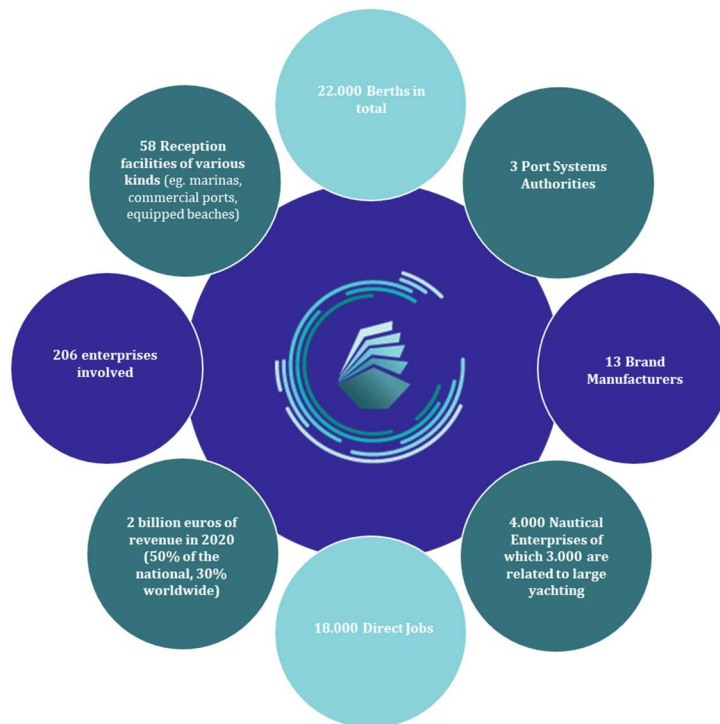 22.000 Berths in
total
3 Port Systems
Authorities
13 Brand
Manufacturers
4.000 Nautical
Enterprises of
which 3.000 are
related to large
yachting
18.000 Direct Jobs
2 billion euros of
revenue in 2020
(50% of the
national, 30%
worldwide)
206 enterprises
involved
58 Reception
facilities of various
kinds (eg. marinas,
commercial ports,
equipped beaches)